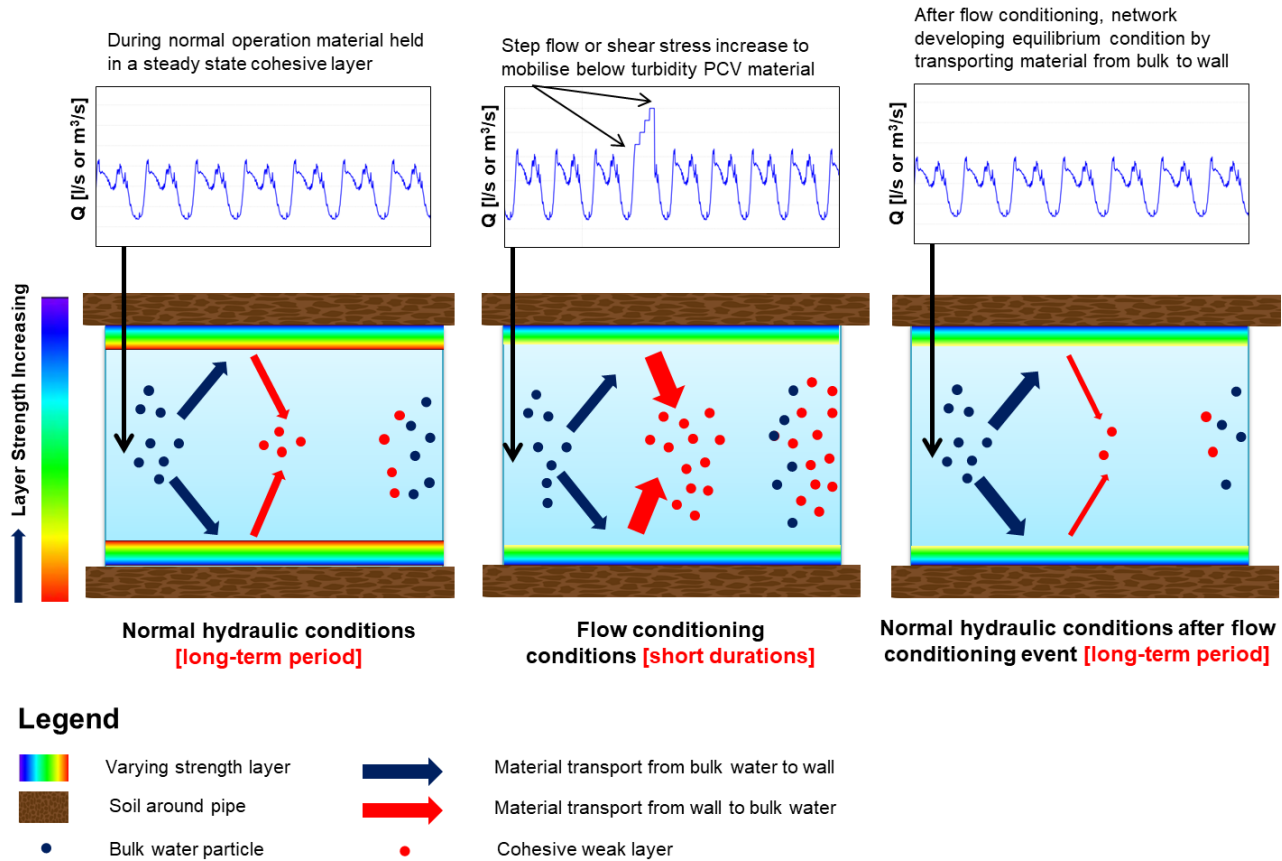 During normal operation material held
in a steady state cohesive layer
Step flow or shear stress increase to
mobilise below turbidity PCV material
After flow conditioning, network
developing equilibrium condition by
transporting material from bulk to wall
Q [l/s or m³/s]
Q [l/s or m³/s]
Q [l/s or m³/s]
Layer Strength Increasing
Normal hydraulic conditions
[long-term period]
Flow conditioning
conditions [short durations]
Normal hydraulic conditions after flow
conditioning event [long-term period]
Legend
Varying strength layer
Material transport from bulk water to wall
Soil around pipe
Material transport from wall to bulk water
Bulk water particle
Cohesive weak layer